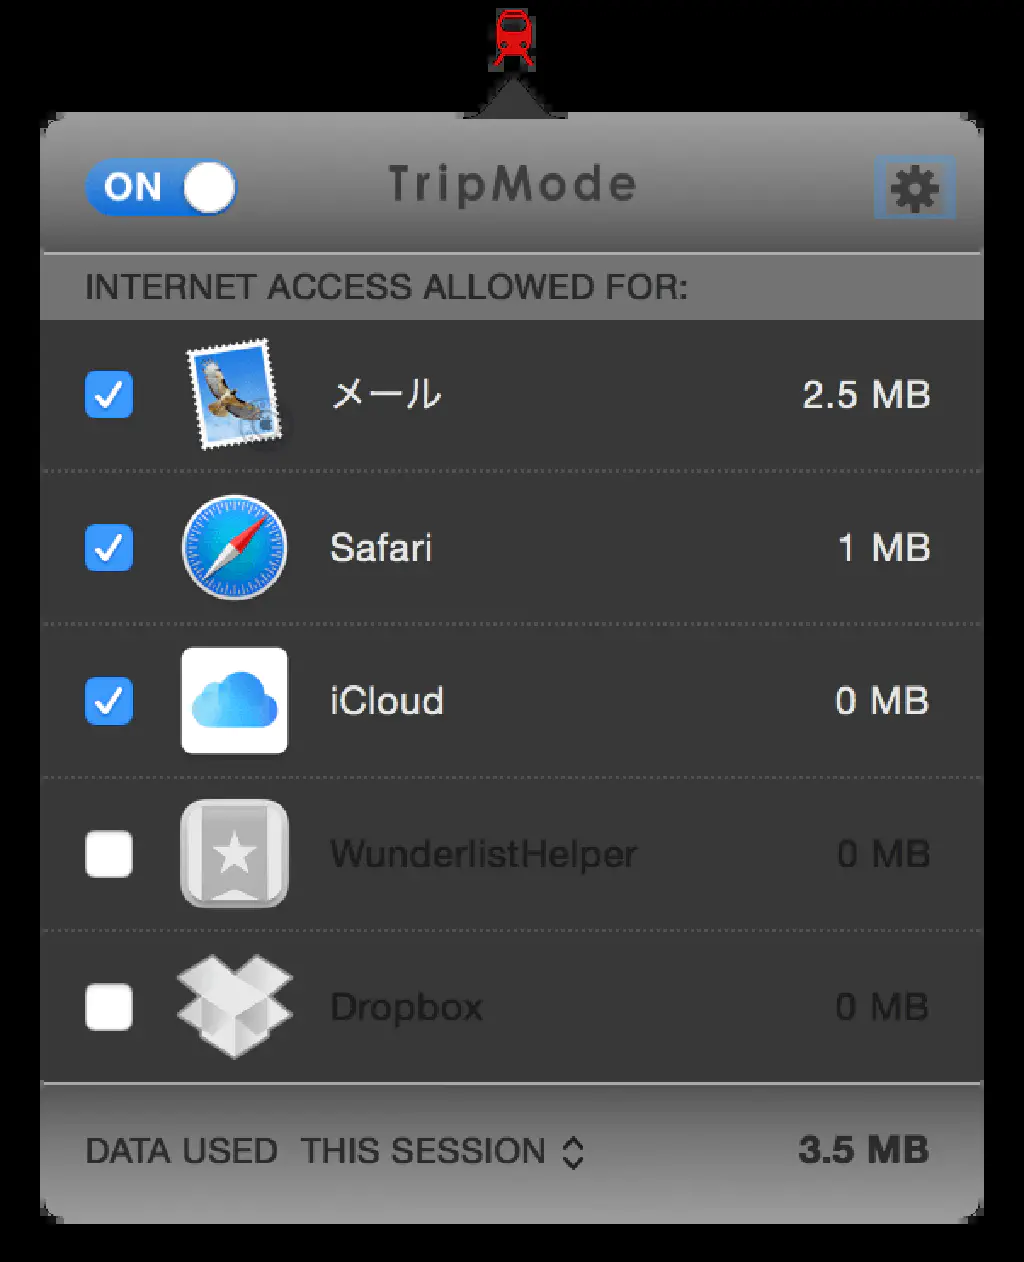 ON TripMode
INTERNET ACCESS ALLOWED FOR:
メール 2.5 MB
Safari 1 MB
iCloud 0 MB
WunderlistHelper 0 MB
Dropbox 0 MB
DATA USED THIS SESSION 3.5 MB